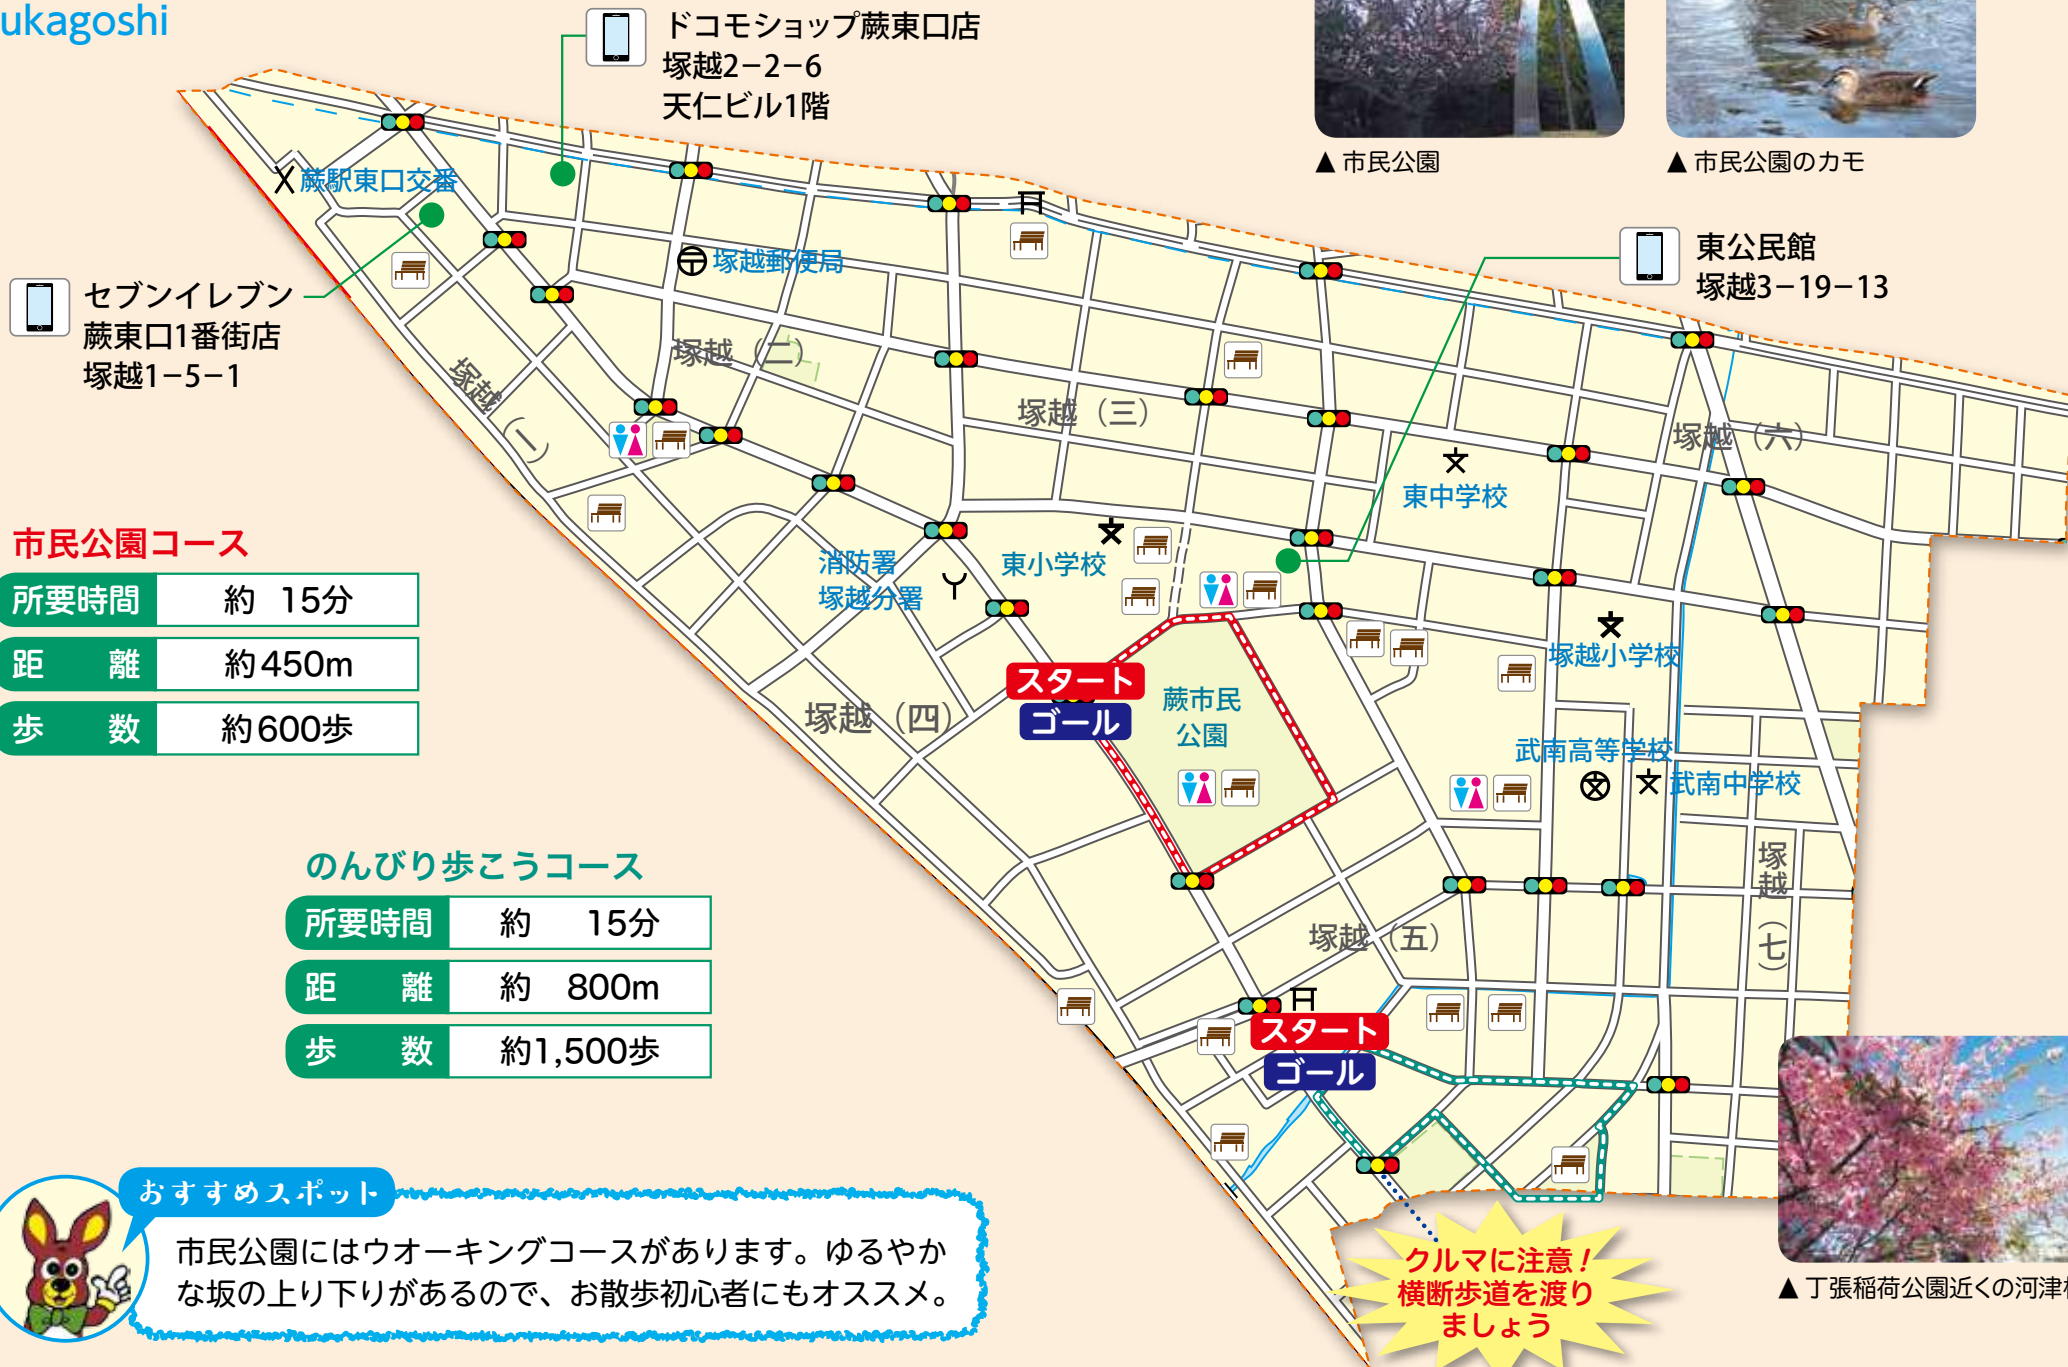 ukagoshi
ドコモショップ蕨東口店
塚越2−2−6
天仁ビル1階
▲ 市民公園
▲ 市民公園のカモ
蕨駅東口交番
塚越郵便局
東公民館
塚越3−19−13
セブンイレブン
蕨東口1番街店
塚越1−5−1
塚越（一）
塚越（二）
塚越（三）
塚越（六）
東中学校
消防署
塚越分署
東小学校
塚越小学校
市民公園コース
所要時間 約 15分
距 離 約450m
歩 数 約600歩
スタート
ゴール
蕨市民
公園
塚越（四）
武南高等学校
武南中学校
塚越（七）
塚越（五）
のんびり歩こうコース
所要時間 約 15分
距 離 約 800m
歩 数 約1,500歩
スタート
ゴール
おすすめスポット
市民公園にはウオーキングコースがあります。ゆるやか
な坂の上り下りがあるので、お散歩初心者にもオススメ。
クルマに注意！
横断歩道を渡り
ましょう
▲ 丁張稲荷公園近くの河津